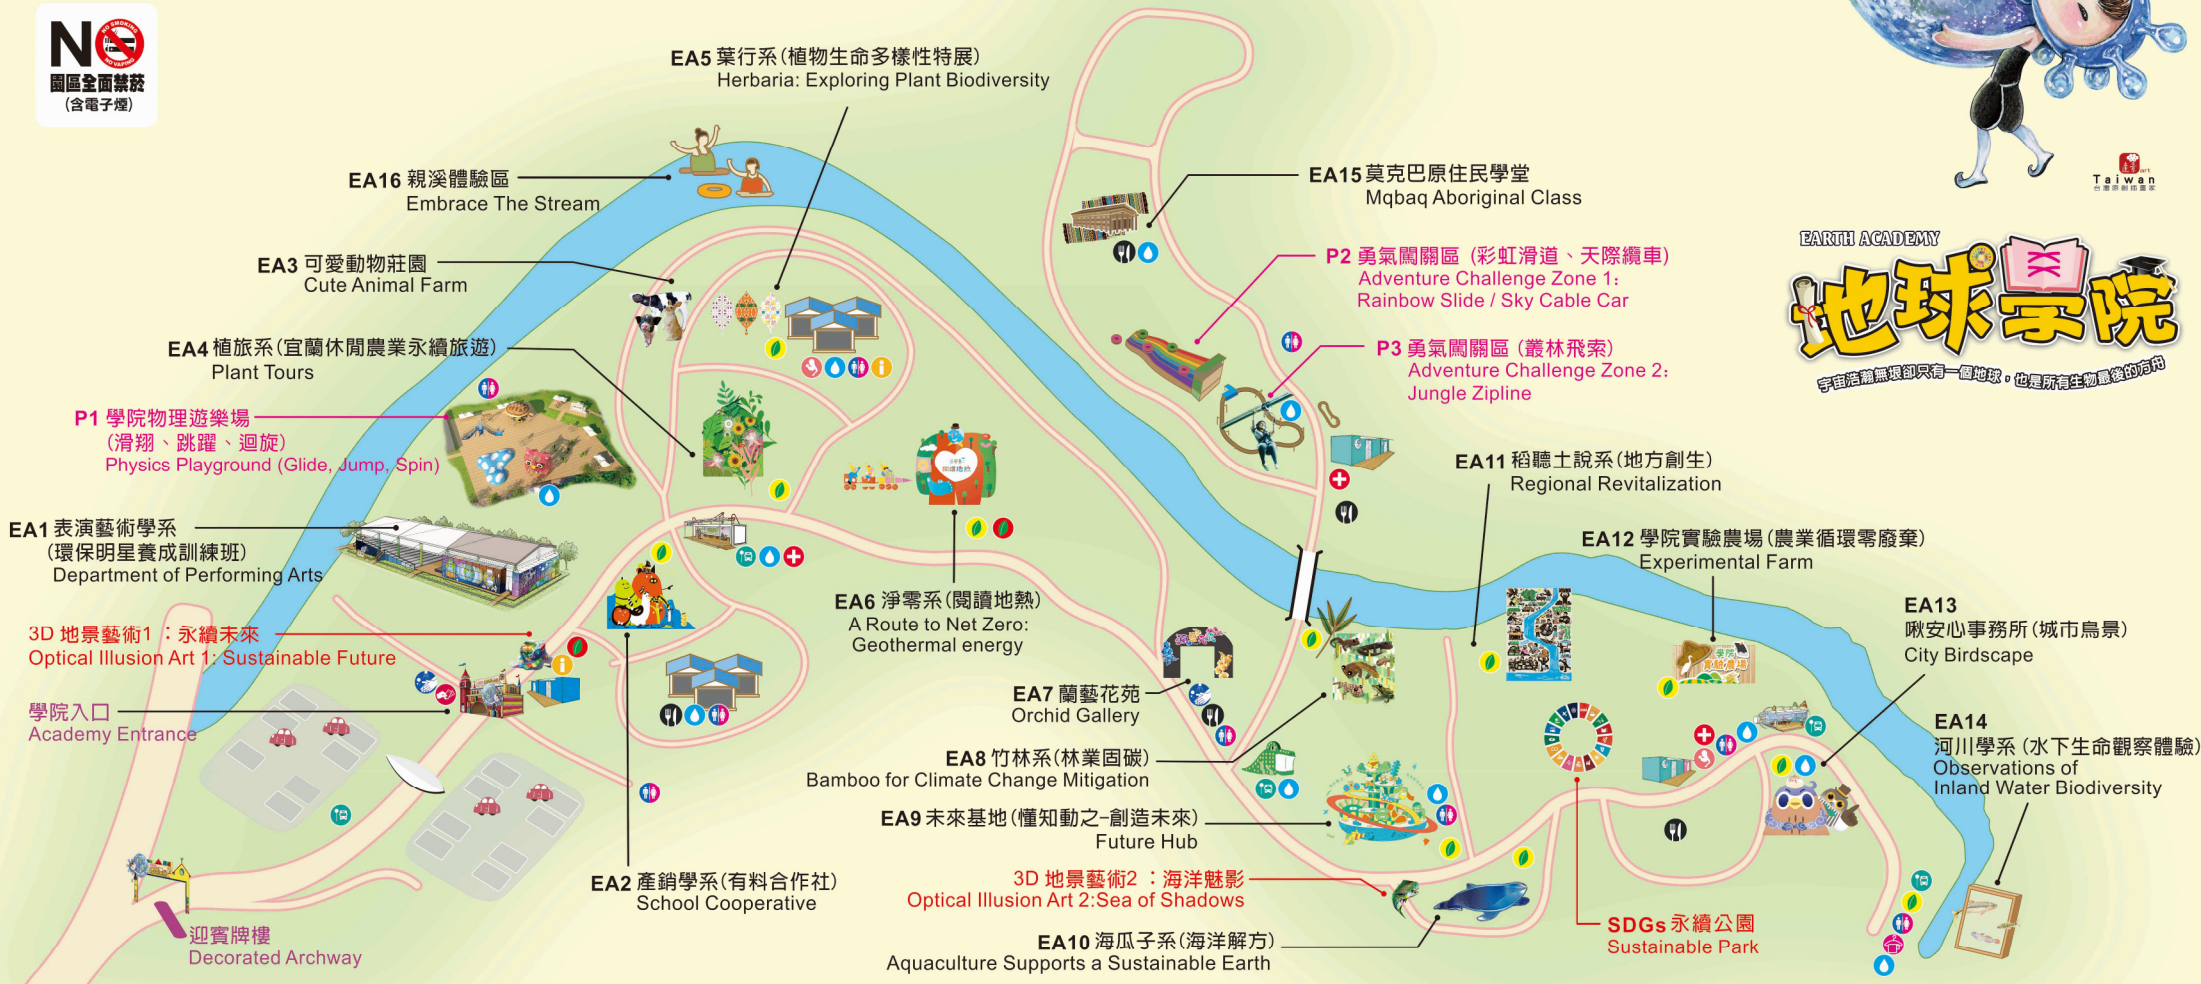 NO
NO SMOKING
NO VAPING
園區全面禁菸
(含電子煙)
EA5 葉行系(植物生命多樣性特展)
Herbaria: Exploring Plant Biodiversity
EA16 親溪體驗區
Embrace The Stream
EA3 可愛動物莊園
Cute Animal Farm
EA4 植旅系(宜蘭休閒農業永續旅遊)
Plant Tours
P1 學院物理遊樂場
(滑翔、跳躍、迴旋)
Physics Playground (Glide, Jump, Spin)
EA1 表演藝術學系
(環保明星養成訓練班)
Department of Performing Arts
3D 地景藝術1 ：永續未來
Optical Illusion Art 1: Sustainable Future
學院入口
Academy Entrance
迎賓牌樓
Decorated Archway
EA2 產銷學系(有料合作社)
School Cooperative
EA6 淨零系(閱讀地熱)
A Route to Net Zero:
Geothermal energy
EA7 蘭藝花苑
Orchid Gallery
EA8 竹林系(林業固碳)
Bamboo for Climate Change Mitigation
EA9 未來基地(懂知動之-創造未來)
Future Hub
3D 地景藝術2 ：海洋魅影
Optical Illusion Art 2:Sea of Shadows
EA10 海瓜子系(海洋解方)
Aquaculture Supports a Sustainable Earth
EA15 莫克巴原住民學堂
Mqbaq Aboriginal Class
P2 勇氣闖關區 (彩虹滑道、天際纜車)
Adventure Challenge Zone 1:
Rainbow Slide / Sky Cable Car
P3 勇氣闖關區 (叢林飛索)
Adventure Challenge Zone 2:
Jungle Zipline
EA11 稻聽土說系(地方創生)
Regional Revitalization
EA12 學院實驗農場(農業循環零廢棄)
Experimental Farm
學院
實驗農場
EA13
啾安心事務所(城市鳥景)
City Birdscape
EA14
河川學系(水下生命觀察體驗)
Observations of
Inland Water Biodiversity
SDGs 永續公園
Sustainable Park
art
Taiwan
台灣原創插畫家
EARTH ACADEMY
地球學院
宇宙浩瀚無垠卻只有一個地球，也是所有生物最後的方舟